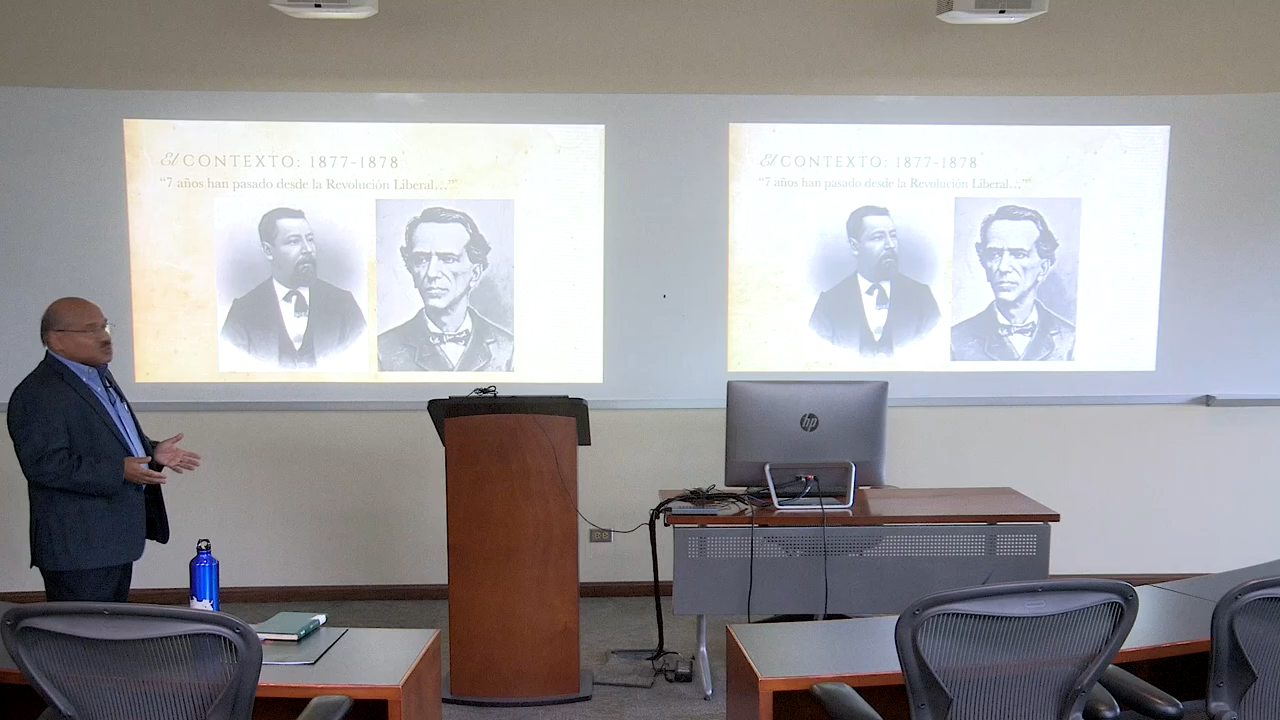 El CONTEXTO: 1877-1878
"7 años han pasado desde la Revolución Liberal…"
El CONTEXTO: 1877-1878
"7 años han pasado desde la Revolución Liberal…"
hp